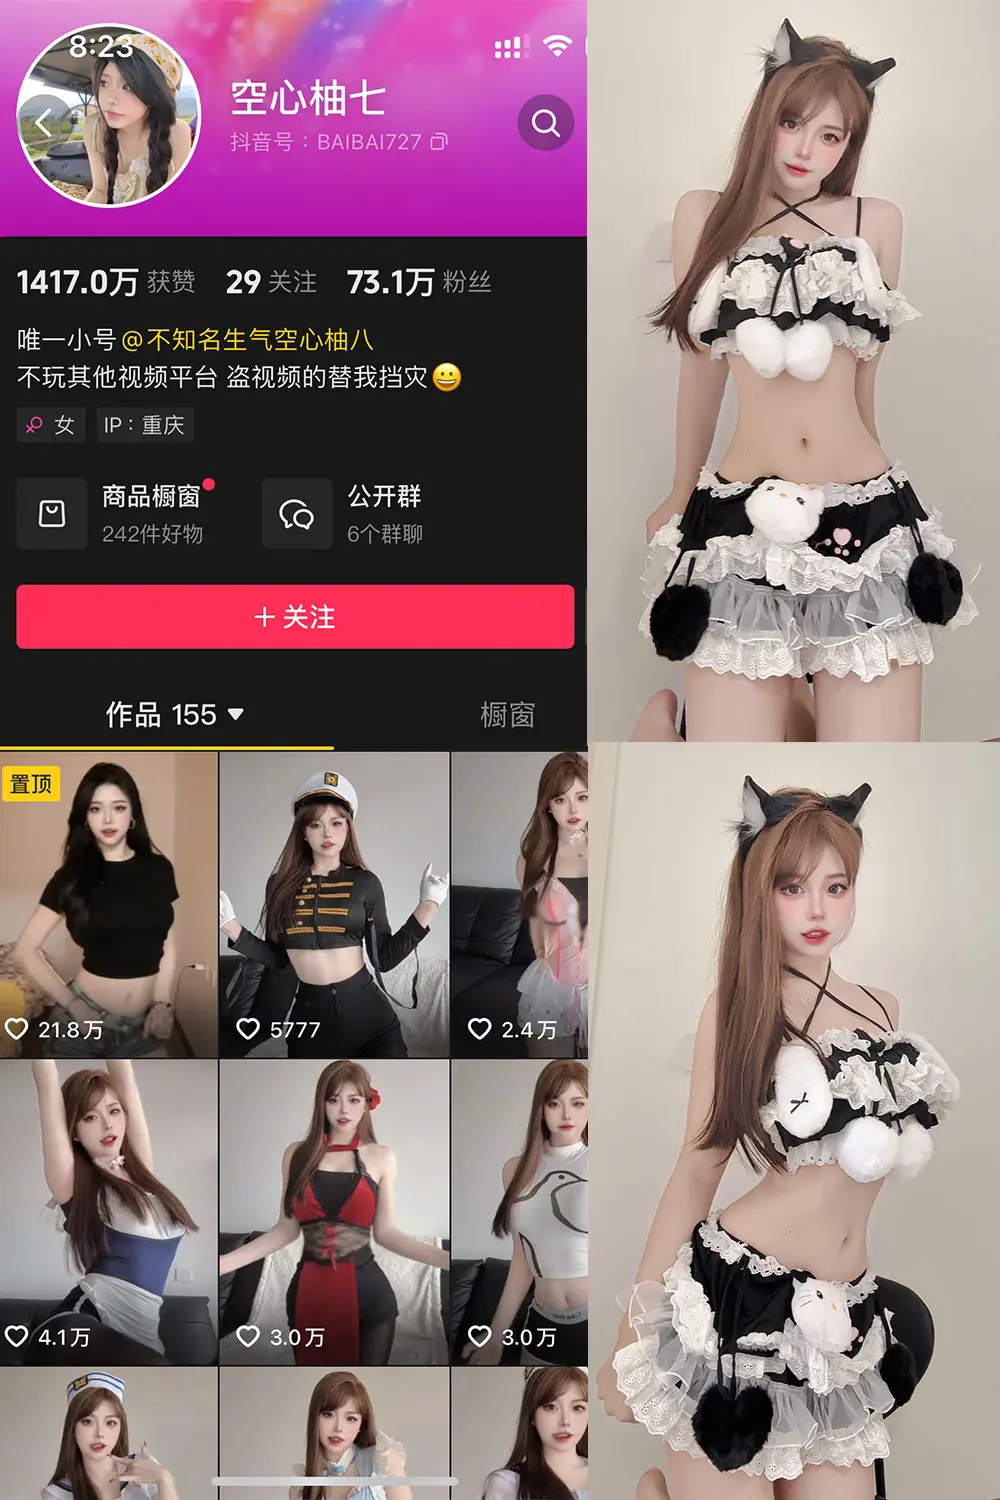 8:23
空心柚七
抖音号：BAIBAI727
1417.0万 获赞 29 关注 73.1万 粉丝
唯一小号@不知名生气空心柚八
不玩其他视频平台 盗视频的替我挡灾😀
女 IP：重庆
商品橱窗 公开群
242件好物 6个群聊
＋关注
作品 155 橱窗
置顶
21.8万 5777 2.4万
4.1万 3.0万 3.0万